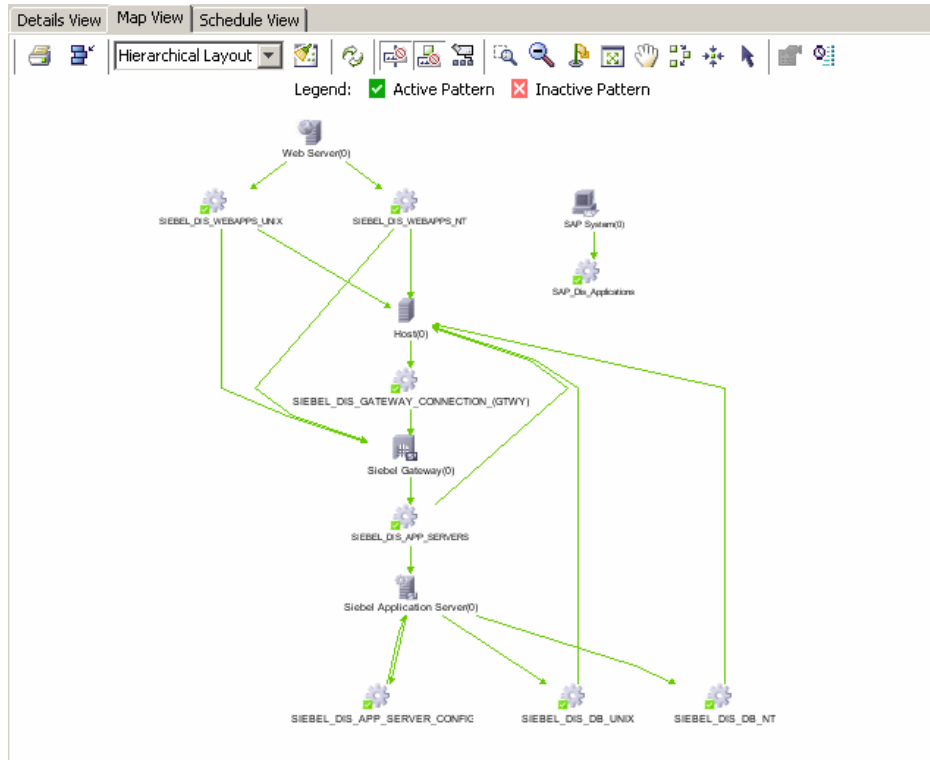 Details View Map View Schedule View
Hierarchical Layout
Legend: Active Pattern Inactive Pattern
Web Server(0)
SIEBEL_DIS_WEBAPPS_UNIX SIEBEL_DIS_WEBAPPS_NT SAP System(0)
SAP_Dis_Applications
Host(0)
SIEBEL_DIS_GATEWAY_CONNECTION_(GTWY)
Siebel Gateway(0)
SIEBEL_DIS_APP_SERVERS
Siebel Application Server(0)
SIEBEL_DIS_APP_SERVER_CONFIG SIEBEL_DIS_DB_UNIX SIEBEL_DIS_DB_NT